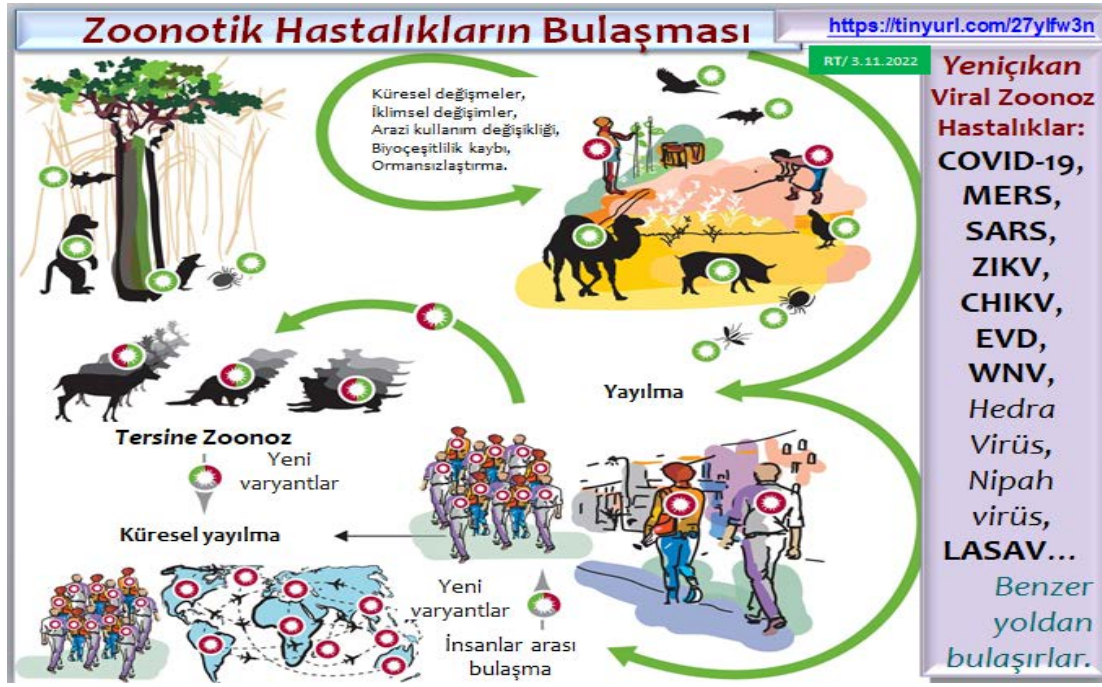 Zoonotik Hastalıkların Bulaşması
https://tinyurl.com/27ylfw3n
RT/ 3.11.2022
Küresel değişmeler,
İklimsel değişimler,
Arazi kullanım değişikliği,
Biyoçeşitlilik kaybı,
Ormansızlaştırma.
Yayılma
Tersine Zoonoz
Yeni
varyantlar
Küresel yayılma
Yeni
varyantlar
İnsanlar arası
bulaşma
Yeniçıkan
Viral Zoonoz
Hastalıklar:
COVID-19,
MERS,
SARS,
ZIKV,
CHIKV,
EVD,
WNV,
Hedra
Virüs,
Nipah
virüs,
LASAV...
Benzer
yoldan
bulaşırlar.